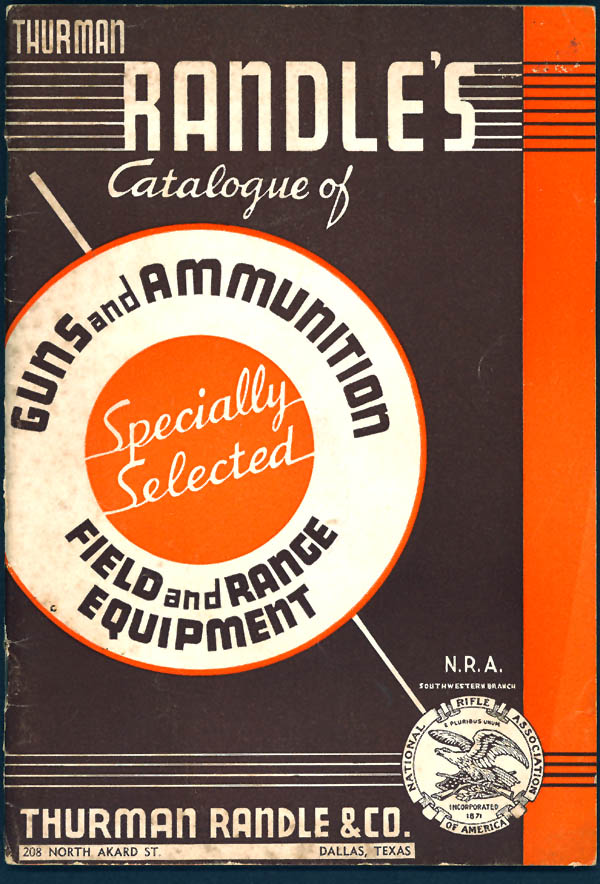 THURMAN
RANDLE'S
Catalogue of
GUNS and AMMUNITION
Specially
Selected
FIELD and RANGE
EQUIPMENT
N.R.A.
SOUTHWESTERN BRANCH
NATIONAL RIFLE ASSOCIATION
E PLURIBUS UNUM
INCORPORATED
1871
OF AMERICA
THURMAN RANDLE & CO.
208 NORTH AKARD ST. DALLAS, TEXAS